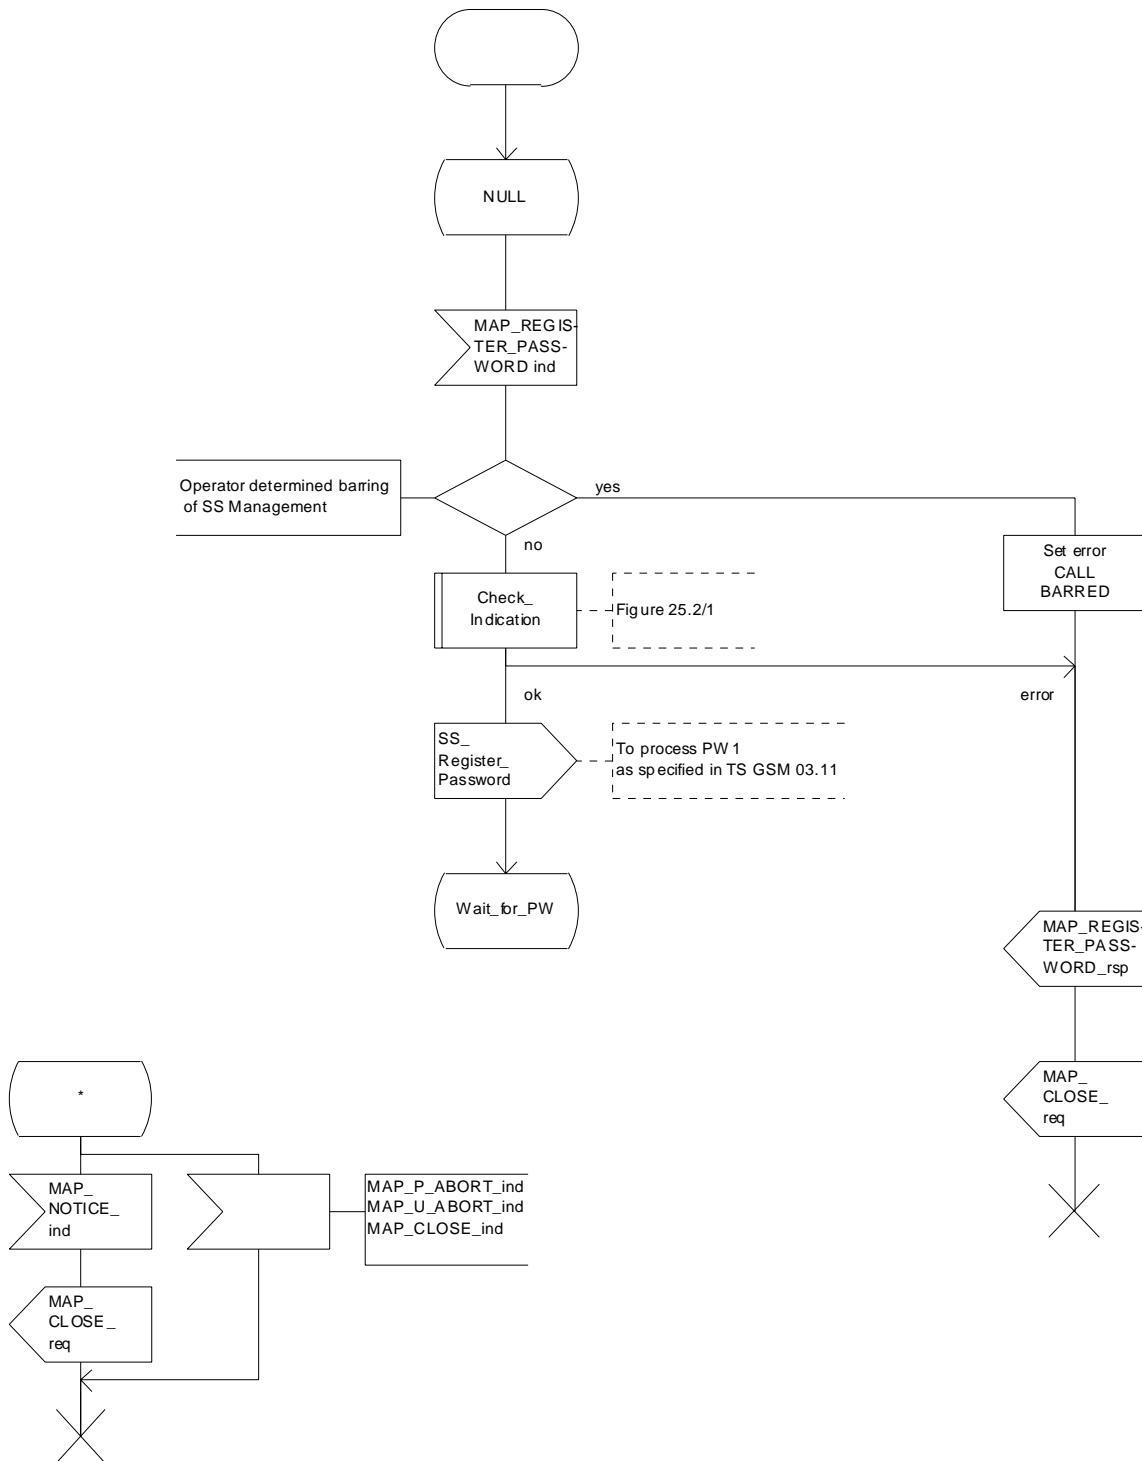 NULL
MAP_REGIS-
TER_PASS-
WORD ind
Operator determined barring
of SS Management
yes
no
Set error
CALL
BARRED
Check_
Indication
Figure 25.2/1
ok
error
SS_
Register_
Password
To process PW1
as specified in TS GSM 03.11
Wait_for_PW
MAP_REGIS-
TER_PASS-
WORD_rsp
MAP_
CLOSE_
req
*
MAP_
NOTICE_
ind
MAP_P_ABORT_ind
MAP_U_ABORT_ind
MAP_CLOSE_ind
MAP_
CLOSE_
req